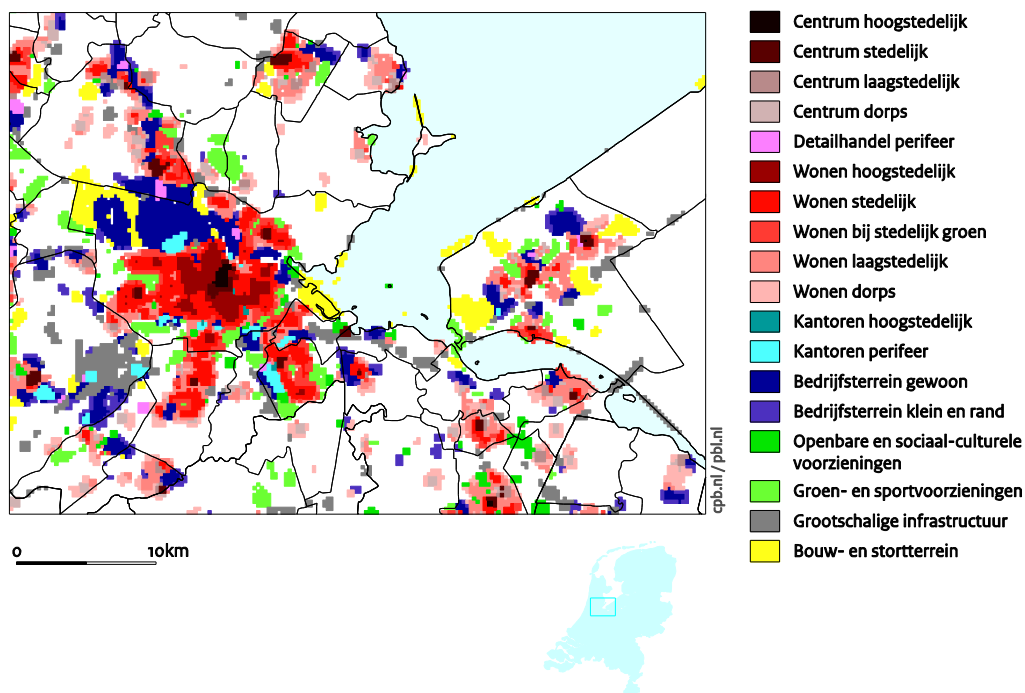 Centrum hoogstedelijk
Centrum stedelijk
Centrum laagstedelijk
Centrum dorps
Detailhandel perifeer
Wonen hoogstedelijk
Wonen stedelijk
Wonen bij stedelijk groen
Wonen laagstedelijk
Wonen dorps
Kantoren hoogstedelijk
Kantoren perifeer
Bedrijfsterrein gewoon
Bedrijfsterrein klein en rand
Openbare en sociaal-culturele
voorzieningen
Groen- en sportvoorzieningen
Grootschalige infrastructuur
Bouw- en stortterrein
cpb.nl / pbl.nl
0 10km